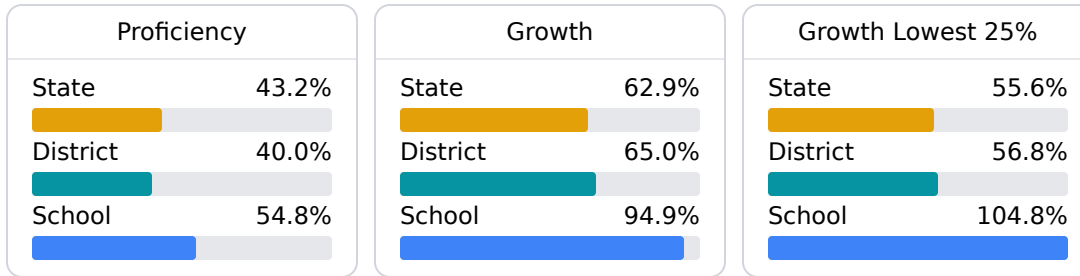 Proficiency
State 43.2%
District 40.0%
School 54.8%
Growth
State 62.9%
District 65.0%
School 94.9%
Growth Lowest 25%
State 55.6%
District 56.8%
School 104.8%